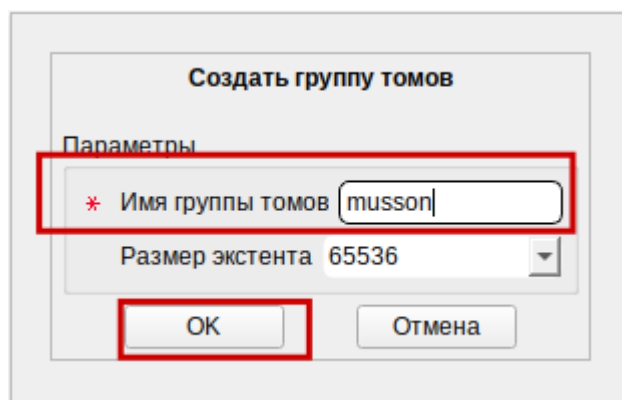 Создать группу томов
Параметры
* Имя группы томов musson
Размер экстента 65536
OK Отмена